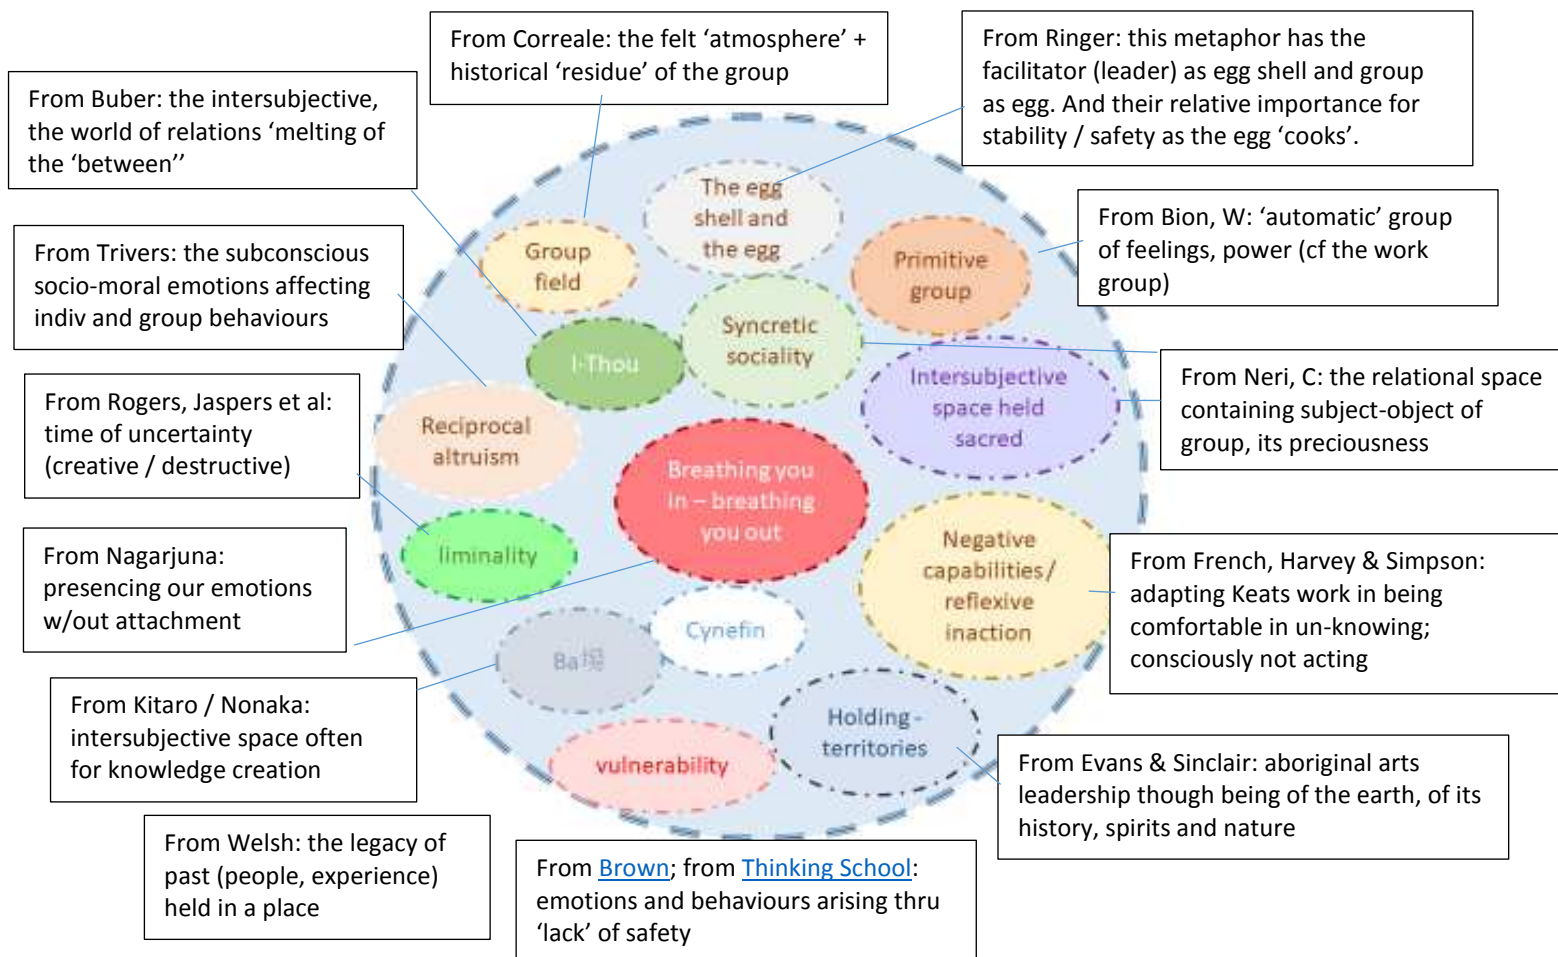 From Correale: the felt ‘atmosphere’ +
historical ‘residue’ of the group
From Ringer: this metaphor has the
facilitator (leader) as egg shell and group
as egg. And their relative importance for
stability / safety as the egg ‘cooks’.
From Buber: the intersubjective,
the world of relations ‘melting of
the ‘between’’
From Bion, W: ‘automatic’ group
of feelings, power (cf the work
group)
From Trivers: the subconscious
socio-moral emotions affecting
indiv and group behaviours
The egg
shell and
the egg
Group
field
Primitive
group
Syncretic
sociality
I-Thou
Intersubjective
space held
sacred
From Neri, C: the relational space
containing subject-object of
group, its preciousness
From Rogers, Jaspers et al:
time of uncertainty
(creative / destructive)
Reciprocal
altruism
Breathing you
in – breathing
you out
liminality
Negative
capabilities /
reflexive
inaction
From Nagarjuna:
presencing our emotions
w/out attachment
From French, Harvey & Simpson:
adapting Keats work in being
comfortable in un-knowing;
consciously not acting
Cynefin
Ba場
From Kitaro / Nonaka:
intersubjective space often
for knowledge creation
Holding -
territories
vulnerability
From Evans & Sinclair: aboriginal arts
leadership though being of the earth, of its
history, spirits and nature
From Welsh: the legacy of
past (people, experience)
held in a place
From Brown; from Thinking School:
emotions and behaviours arising thru
‘lack’ of safety